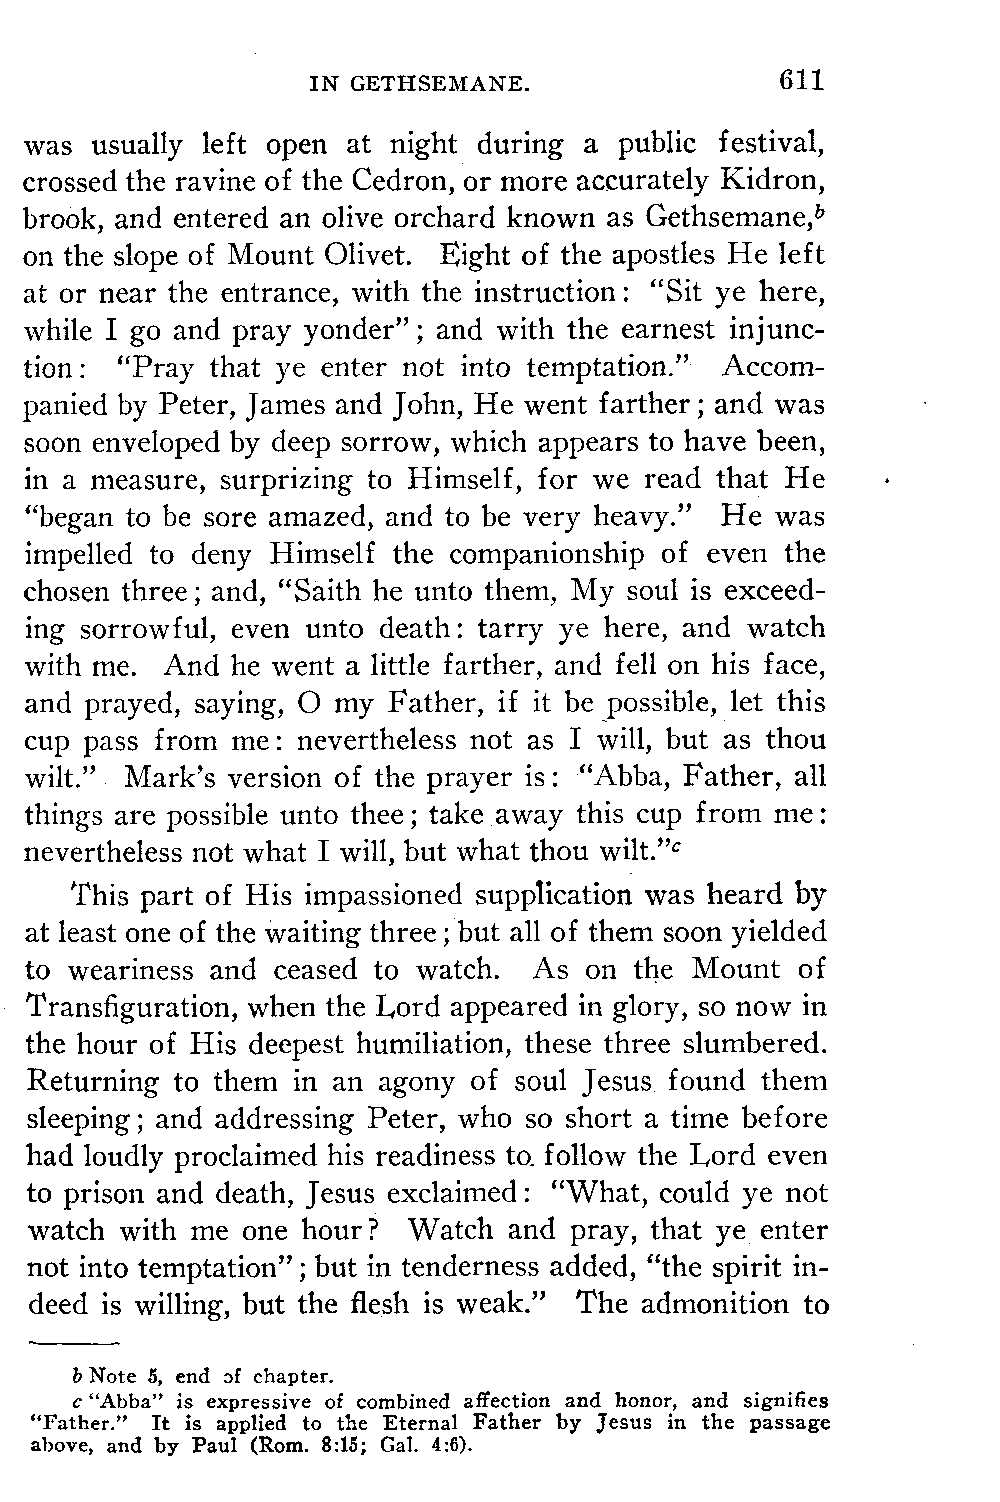 IN GETHSEMANE. 611
was usually left open at night during a public festival,
crossed the ravine of the Cedron, or more accurately Kidron,
brook, and entered an olive orchard known as Gethsemane,b
on the slope of Mount Olivet. Eight of the apostles He left
at or near the entrance, with the instruction: “Sit ye here,
while I go and pray yonder”; and with the earnest injunc-
tion: “Pray that ye enter not into temptation.” Accom-
panied by Peter, James and John, He went farther; and was
soon enveloped by deep sorrow, which appears to have been,
in a measure, surprizing to Himself, for we read that He
“began to be sore amazed, and to be very heavy.” He was
impelled to deny Himself the companionship of even the
chosen three; and, “Saith he unto them, My soul is exceed-
ing sorrowful, even unto death: tarry ye here, and watch
with me. And he went a little farther, and fell on his face,
and prayed, saying, O my Father, if it be possible, let this
cup pass from me: nevertheless not as I will, but as thou
wilt.” Mark’s version of the prayer is: “Abba, Father, all
things are possible unto thee; take away this cup from me:
nevertheless not what I will, but what thou wilt.”c
This part of His impassioned supplication was heard by
at least one of the waiting three; but all of them soon yielded
to weariness and ceased to watch. As on the Mount of
Transfiguration, when the Lord appeared in glory, so now in
the hour of His deepest humiliation, these three slumbered.
Returning to them in an agony of soul Jesus found them
sleeping; and addressing Peter, who so short a time before
had loudly proclaimed his readiness to follow the Lord even
to prison and death, Jesus exclaimed: “What, could ye not
watch with me one hour? Watch and pray, that ye enter
not into temptation”; but in tenderness added, “the spirit in-
deed is willing, but the flesh is weak.” The admonition to
b Note 5, end of chapter.
c “Abba” is expressive of combined affection and honor, and signifies
“Father.” It is applied to the Eternal Father by Jesus in the passage
above, and by Paul (Rom. 8:15; Gal. 4:6).